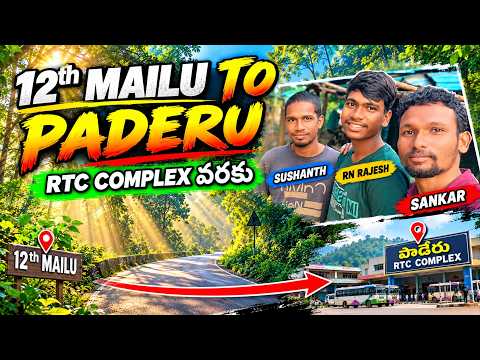 12th MAILU TO
PADERU
RTC COMPLEX వరకు
SUSHANTH
RN RAJESH
SANKAR
12th MAILU
పాడేరు
RTC COMPLEX